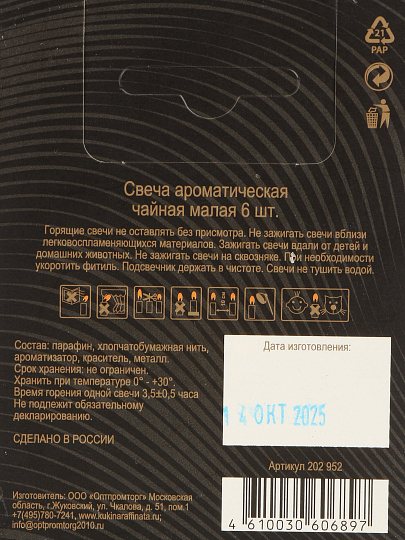 21
PAP
Свеча ароматическая
чайная малая 6 шт.
Горящие свечи не оставлять без присмотра. Не зажигать свечи вблизи
легковоспламеняющихся материалов. Зажигать свечи вдали от детей и
домашних животных. Не зажигать свечи на сквозняке. При необходимости
укоротить фитиль. Подсвечник держать в чистоте. Свечи не тушить водой.
Состав: парафин, хлопчатобумажная нить,
ароматизатор, краситель, металл.
Срок хранения: не ограничен.
Хранить при температуре 0° - +30°.
Время горения одной свечи 3,5±0,5 часа
Не подлежит обязательному
декларированию.
СДЕЛАНО В РОССИИ
Дата изготовления:
1 4 ОКТ 2025
Артикул 202 952
Изготовитель: ООО «Оптпромторг» Московская
область, г.Жуковский, ул. Чкалова, д. 51, пом.1
+7(495)780-7241, www.kukinaraffinata.ru;
info@optpromtorg2010.ru
4 610030 606897